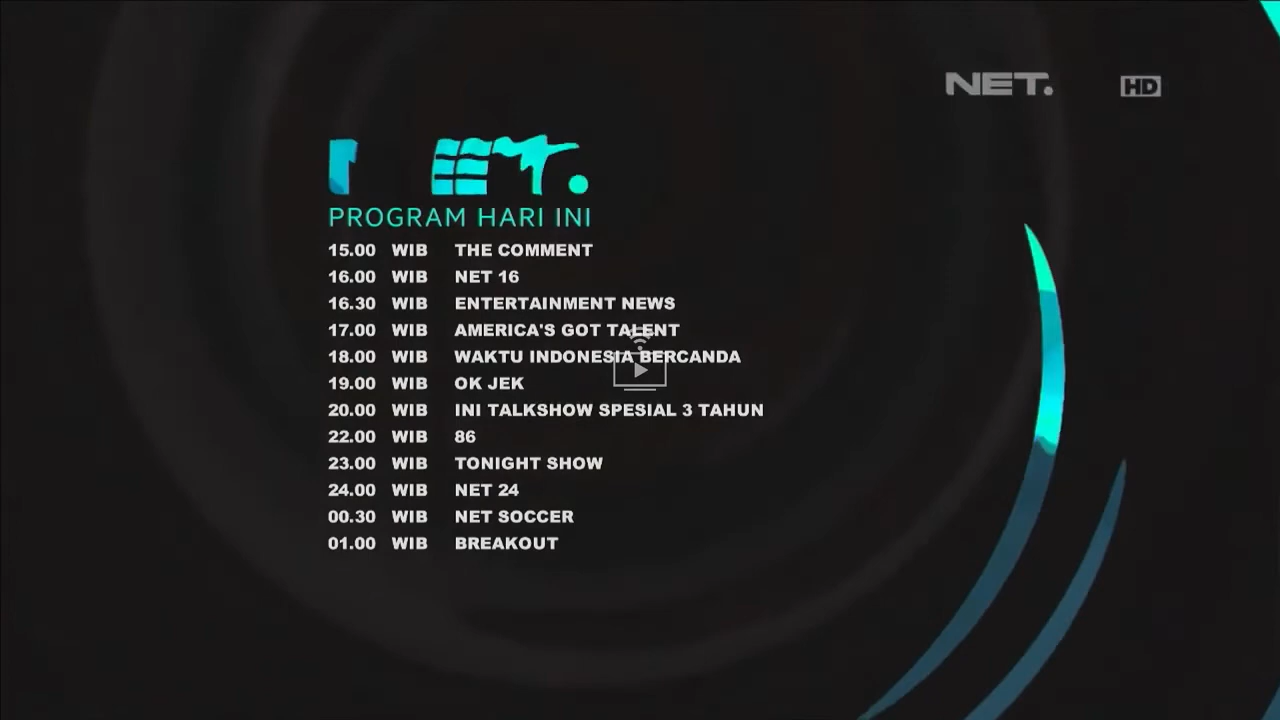 NET.
HD
NET.
PROGRAM HARI INI
15.00 WIB THE COMMENT
16.00 WIB NET 16
16.30 WIB ENTERTAINMENT NEWS
17.00 WIB AMERICA'S GOT TALENT
18.00 WIB WAKTU INDONESIA BERCANDA
19.00 WIB OK JEK
20.00 WIB INI TALKSHOW SPESIAL 3 TAHUN
22.00 WIB 86
23.00 WIB TONIGHT SHOW
24.00 WIB NET 24
00.30 WIB NET SOCCER
01.00 WIB BREAKOUT